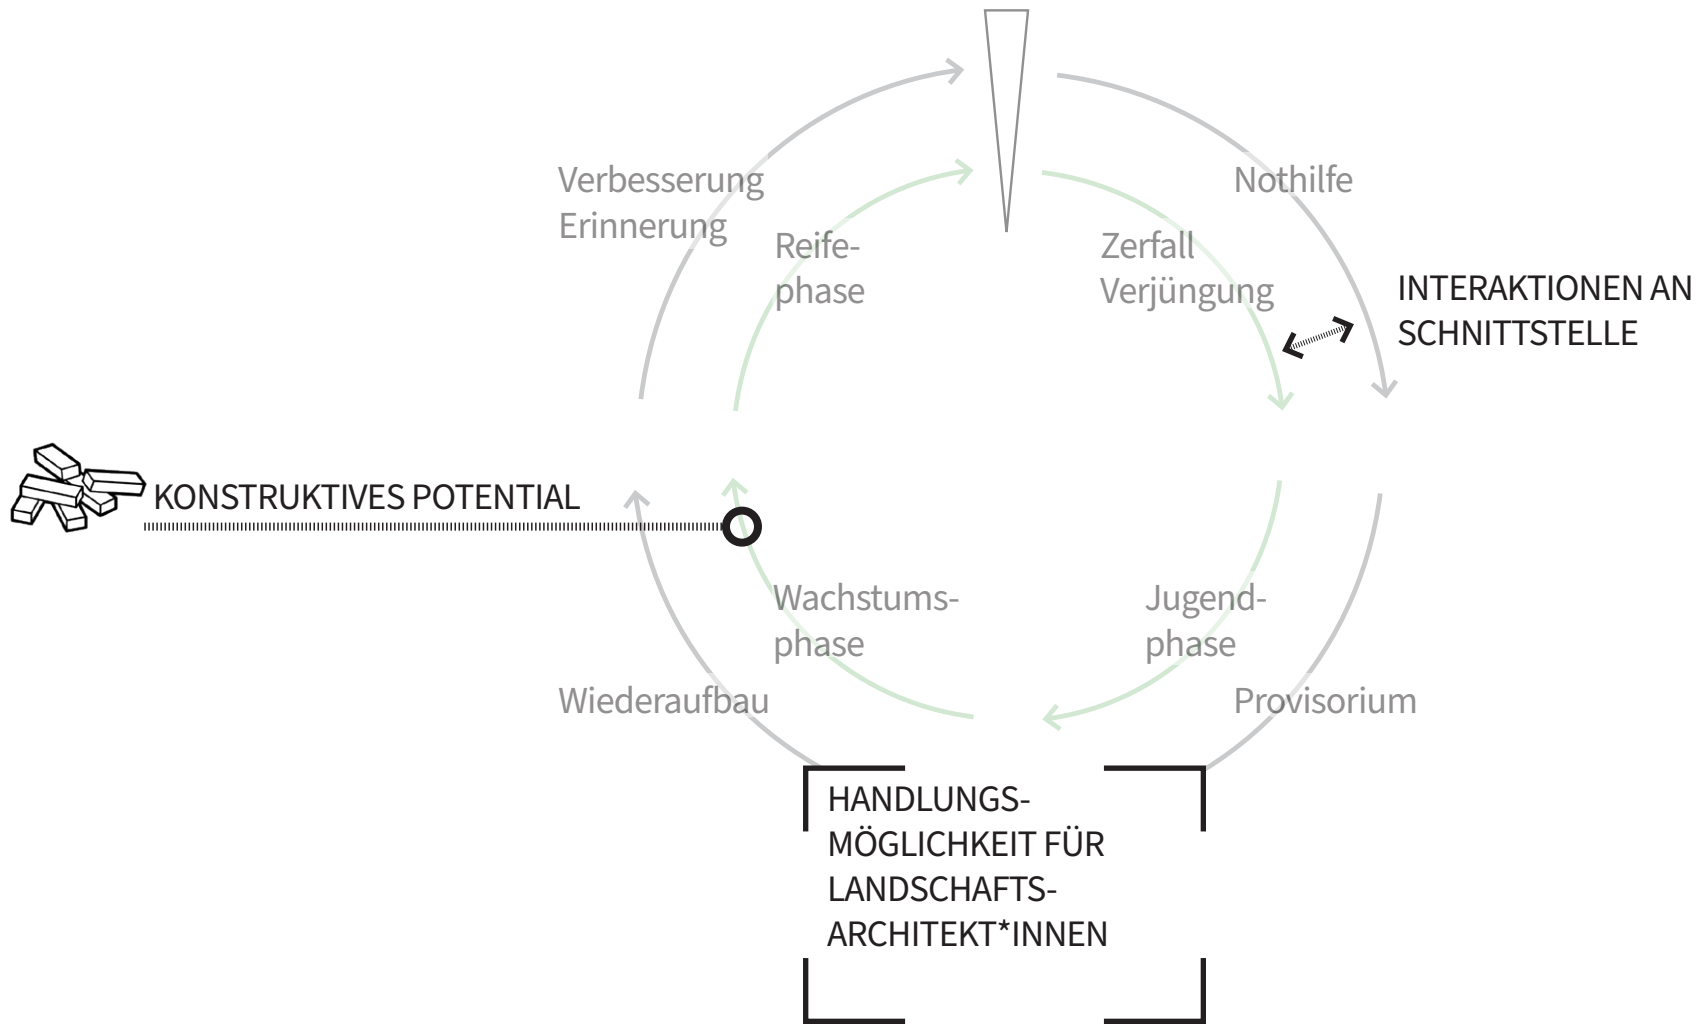 Verbesserung
Erinnerung
Nothilfe
Reife-
phase
Zerfall
Verjüngung
INTERAKTIONEN AN
SCHNITTSTELLE
KONSTRUKTIVES POTENTIAL
Wachstums-
phase
Jugend-
phase
Wiederaufbau
Provisorium
HANDLUNGS-
MÖGLICHKEIT FÜR
LANDSCHAFTS-
ARCHITEKT*INNEN